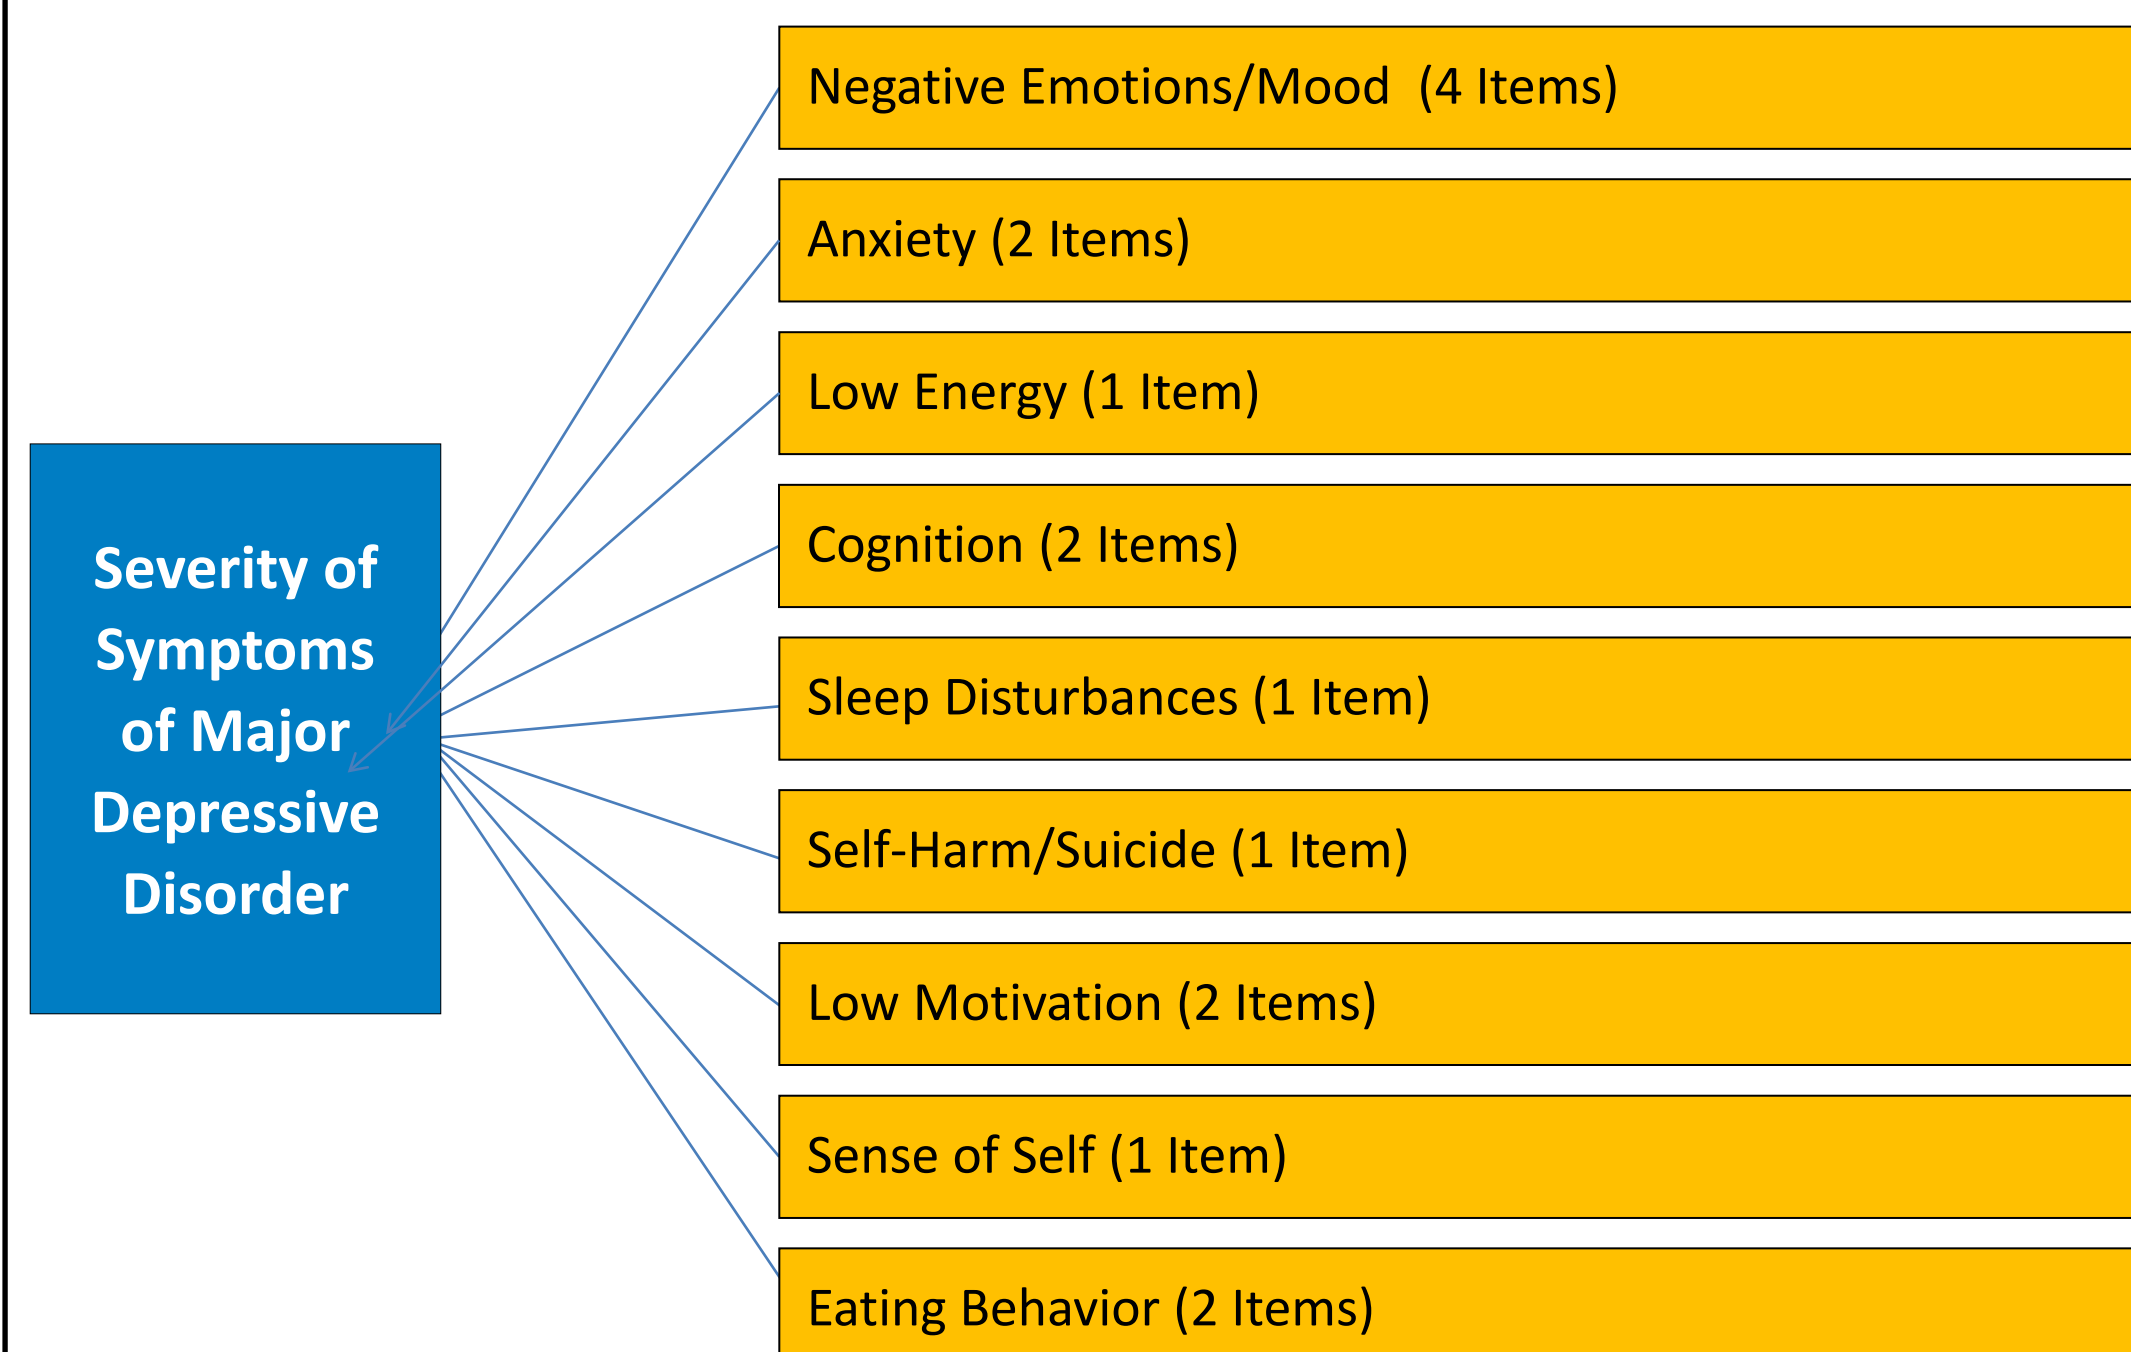 Negative Emotions/Mood (4 Items)
Anxiety (2 Items)
Low Energy (1 Item)
Cognition (2 Items)
Severity of
Symptoms
of Major
Depressive
Disorder
Sleep Disturbances (1 Item)
Self-Harm/Suicide (1 Item)
Low Motivation (2 Items)
Sense of Self (1 Item)
Eating Behavior (2 Items)